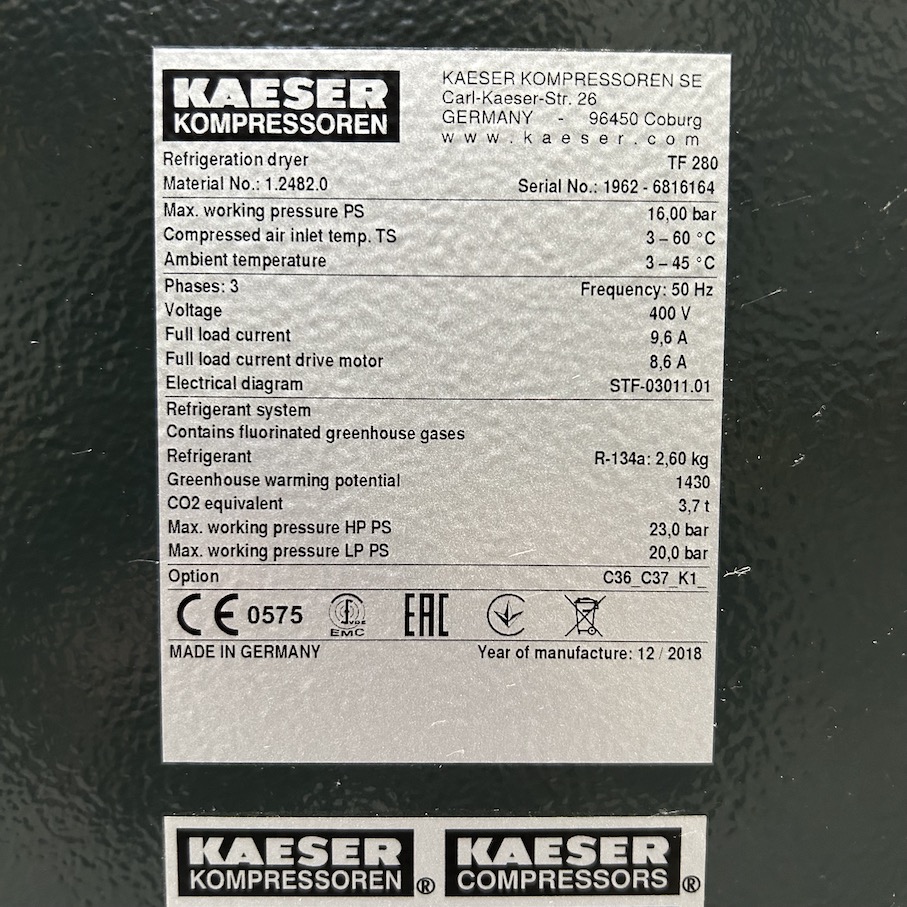 KAESER
KOMPRESSOREN
KAESER KOMPRESSOREN SE
Carl-Kaeser-Str. 26
GERMANY - 96450 Coburg
www.kaeser.com
Refrigeration dryer TF 280
Material No.: 1.2482.0 Serial No.: 1962 - 6816164
Max. working pressure PS 16,00 bar
Compressed air inlet temp. TS 3 – 60 °C
Ambient temperature 3 – 45 °C
Phases: 3 Frequency: 50 Hz
Voltage 400 V
Full load current 9,6 A
Full load current drive motor 8,6 A
Electrical diagram STF-03011.01
Refrigerant system
Contains fluorinated greenhouse gases
Refrigerant R-134a: 2,60 kg
Greenhouse warming potential 1430
CO2 equivalent 3,7 t
Max. working pressure HP PS 23,0 bar
Max. working pressure LP PS 20,0 bar
Option C36_C37_K1_
CE 0575 VDE EMC EAC
MADE IN GERMANY Year of manufacture: 12 / 2018
KAESER KAESER
KOMPRESSOREN® COMPRESSORS®